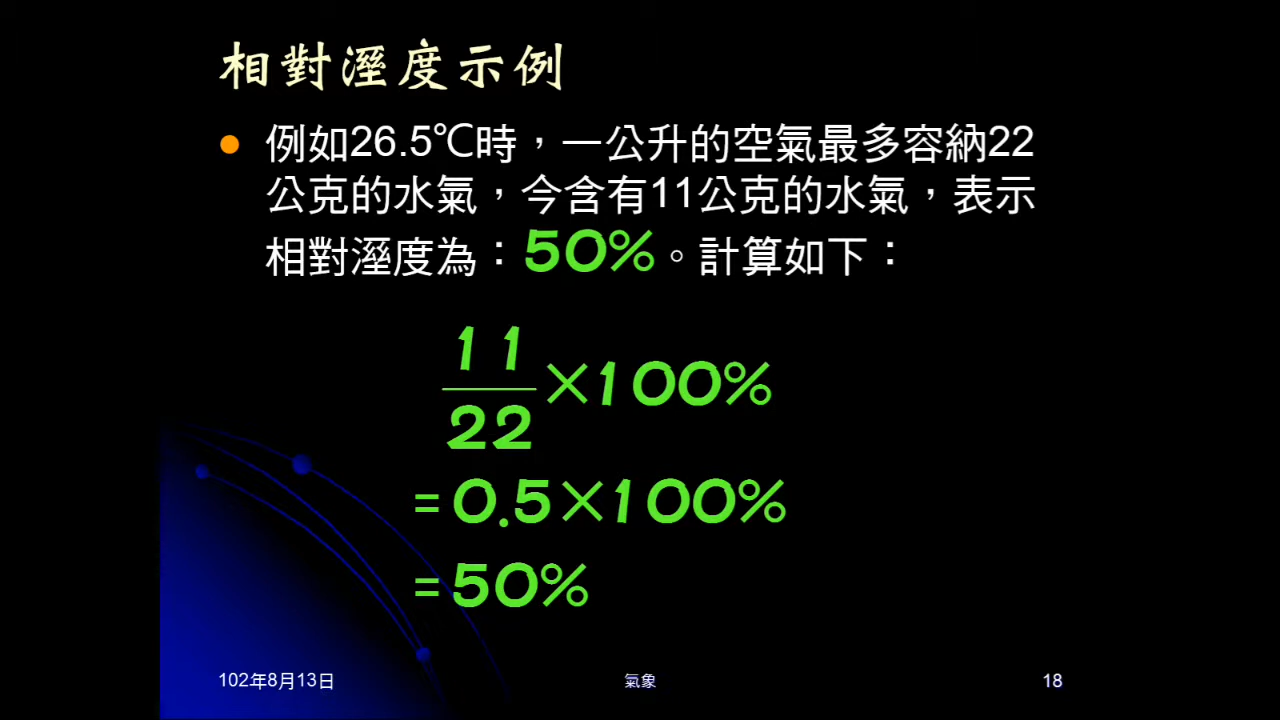 相對溼度示例
例如26.5℃時，一公升的空氣最多容納22
公克的水氣，今含有11公克的水氣，表示
相對溼度為：50%。計算如下：
11
22
×100%
=0.5×100%
=50%
102年8月13日
氣象
18